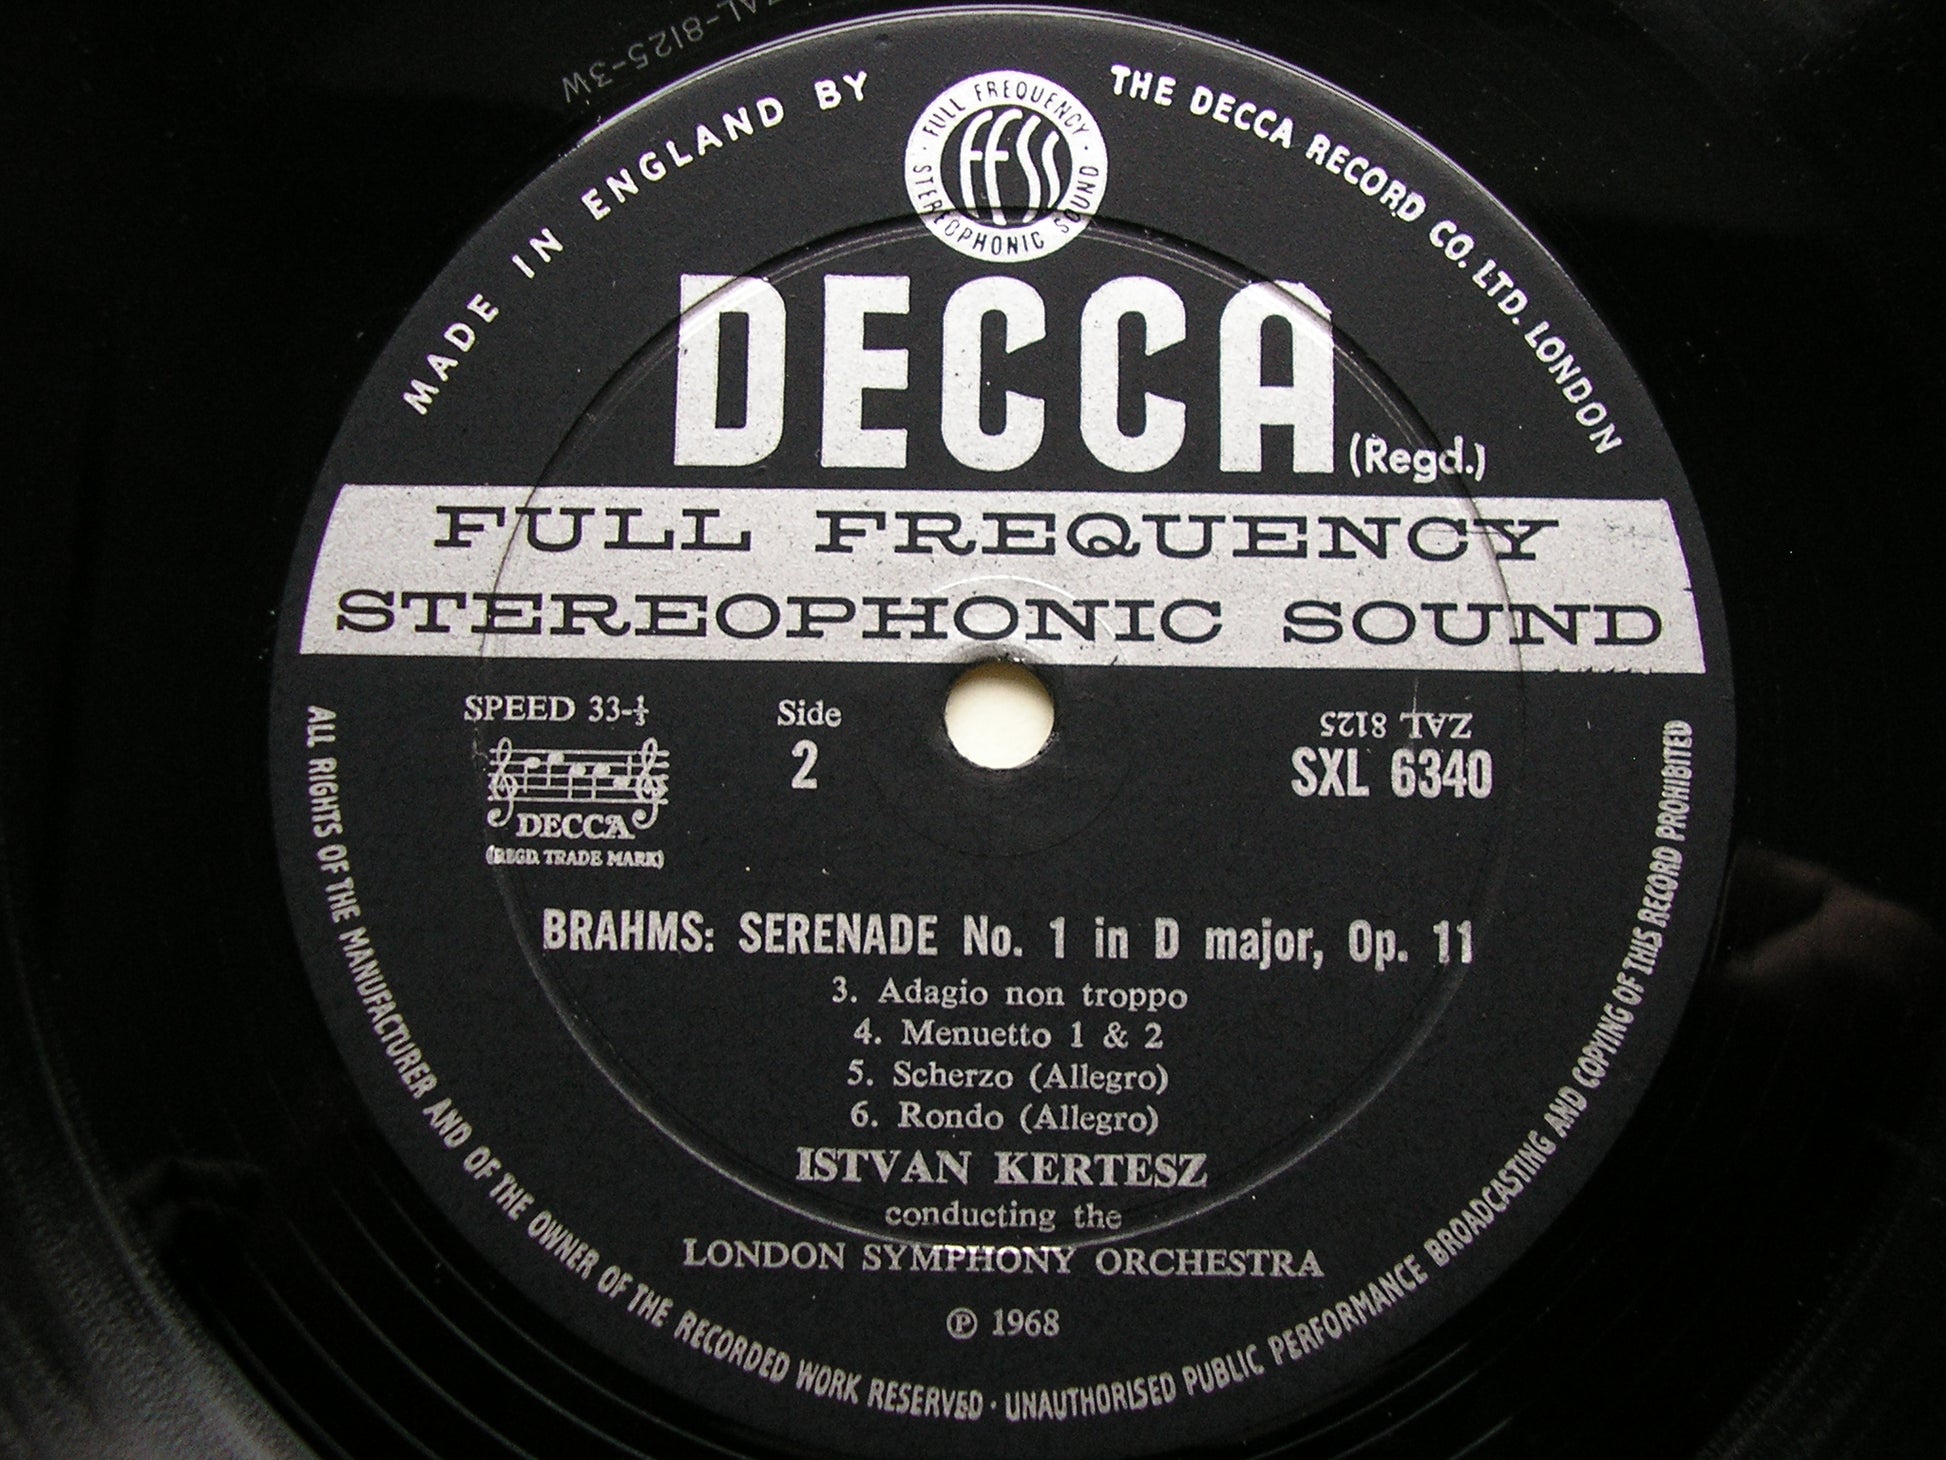 ZAL-8125-3W
MADE IN ENGLAND BY
THE DECCA RECORD CO. LTD. LONDON
· FULL FREQUENCY ·
STEREOPHONIC SOUND
FFSS
DECCA (Regd.)
FULL FREQUENCY
STEREOPHONIC SOUND
SPEED 33-⅓
Side
2
ZAL 8125
SXL 6340
DECCA
(REGD. TRADE MARK)
BRAHMS: SERENADE No. 1 in D major, Op. 11
3. Adagio non troppo
4. Menuetto 1 & 2
5. Scherzo (Allegro)
6. Rondo (Allegro)
ISTVAN KERTESZ
conducting the
LONDON SYMPHONY ORCHESTRA
℗ 1968
ALL RIGHTS OF THE MANUFACTURER AND OF THE OWNER OF THE RECORDED WORK RESERVED · UNAUTHORISED PUBLIC PERFORMANCE BROADCASTING AND COPYING OF THIS RECORD PROHIBITED